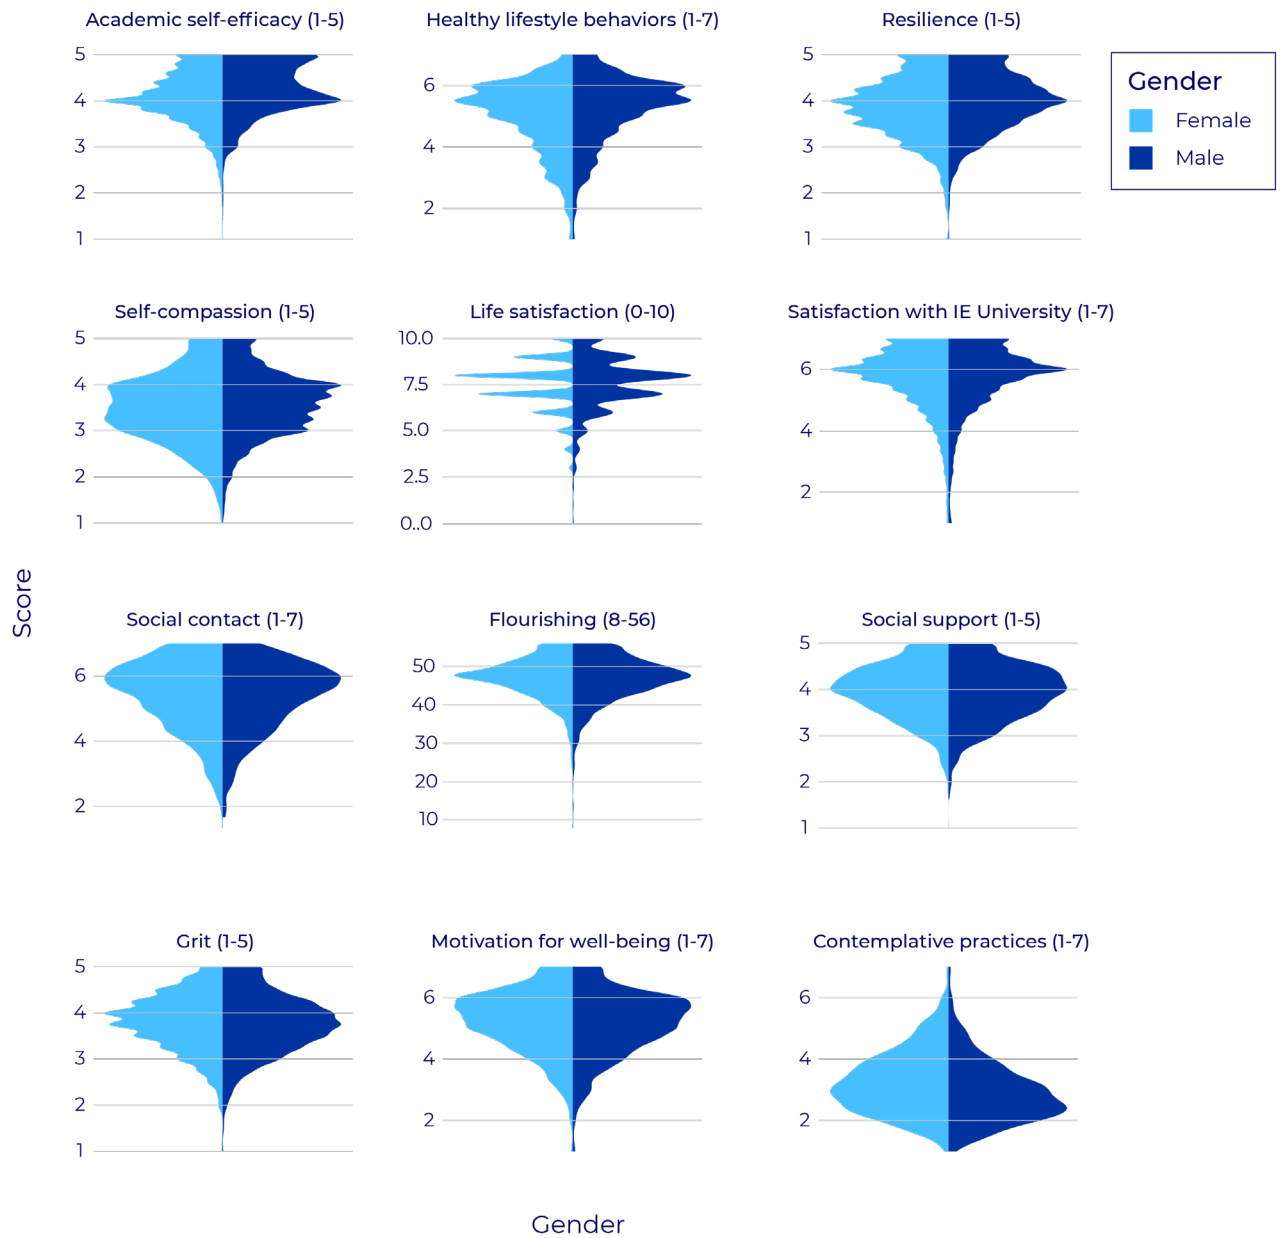 Academic self-efficacy (1-5)
Healthy lifestyle behaviors (1-7)
Resilience (1-5)
5
4
3
2
1
6
4
2
5
4
3
2
1
Gender
Female
Male
Self-compassion (1-5)
Life satisfaction (0-10)
Satisfaction with IE University (1-7)
5
4
3
2
1
10.0
7.5
5.0
2.5
0..0
6
4
2
Score
Social contact (1-7)
Flourishing (8-56)
Social support (1-5)
6
4
2
50
40
30
20
10
5
4
3
2
1
Grit (1-5)
Motivation for well-being (1-7)
Contemplative practices (1-7)
5
4
3
2
1
6
4
2
6
4
2
Gender